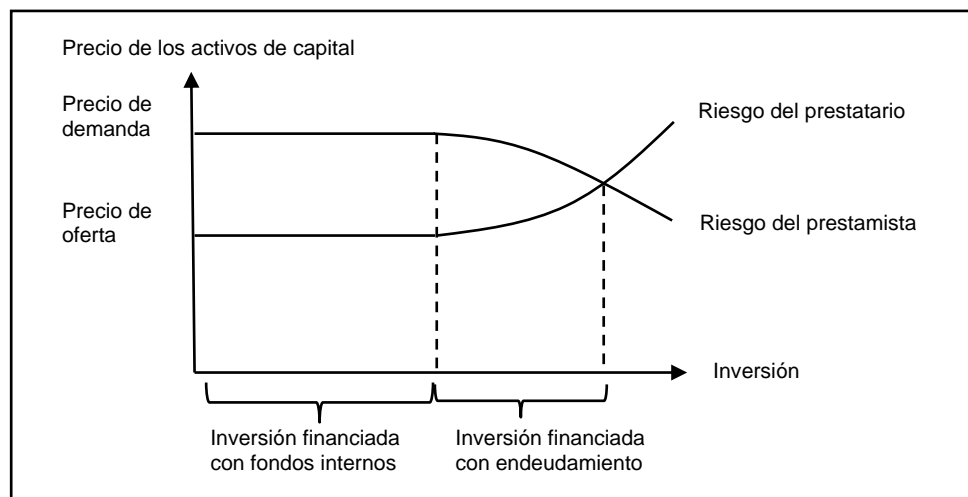 Precio de los activos de capital
Precio de
demanda
Riesgo del prestatario
Precio de
oferta
Riesgo del prestamista
Inversión
Inversión financiada
con fondos internos
Inversión financiada
con endeudamiento